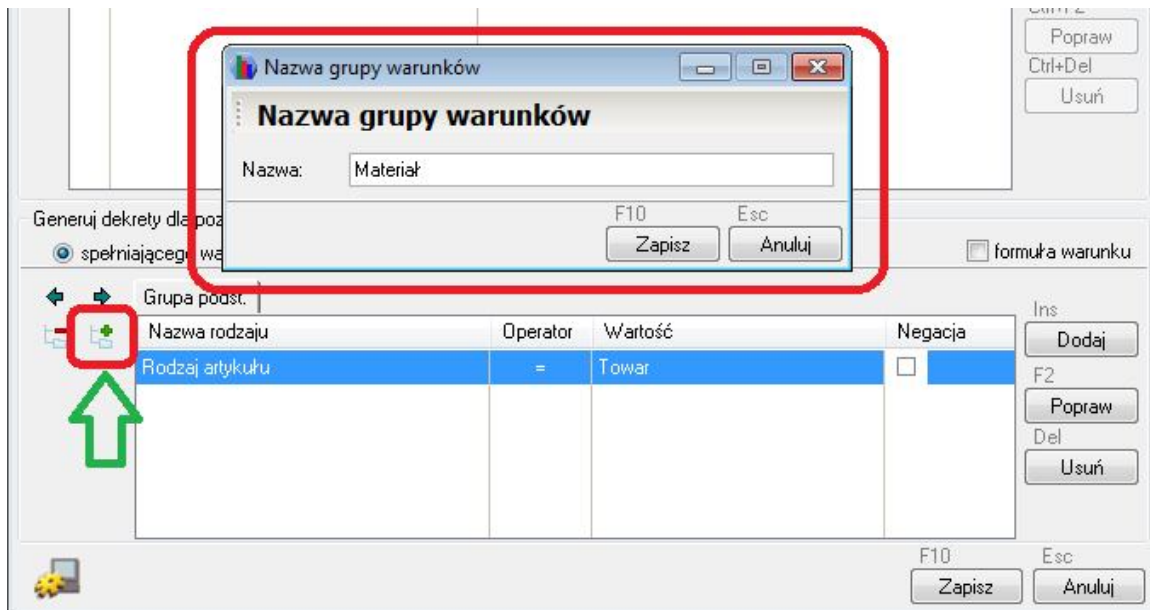 Ctrl+F2
Popraw
Ctrl+Del
Usuń
Nazwa grupy warunków
Nazwa grupy warunków
Nazwa: Materiał
F10 Esc
Zapisz Anuluj
Generuj dekrety dla poz
spełniającego wa formuła warunku
Grupa podst.
Nazwa rodzaju Operator Wartość Negacja
Rodzaj artykułu = Towar
Ins
Dodaj
F2
Popraw
Del
Usuń
F10 Esc
Zapisz Anuluj